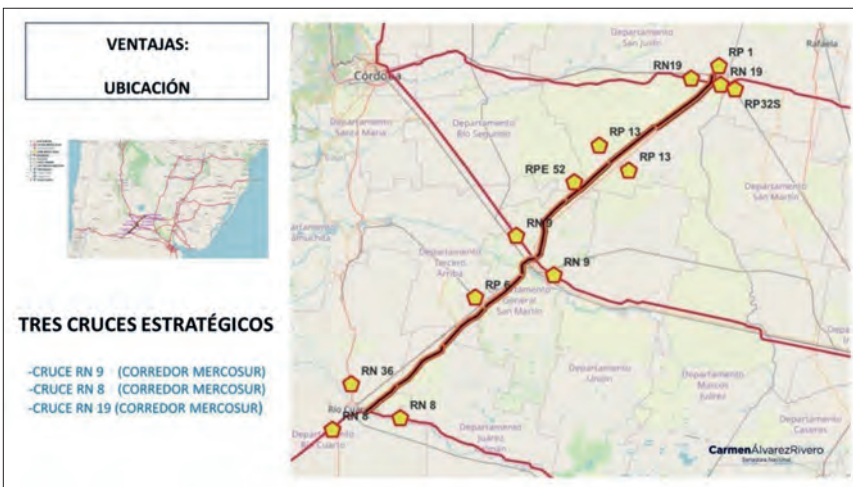 VENTAJAS:
UBICACIÓN
TRES CRUCES ESTRATÉGICOS
-CRUCE RN 9 (CORREDOR MERCOSUR)
-CRUCE RN 8 (CORREDOR MERCOSUR)
-CRUCE RN 19 (CORREDOR MERCOSUR)
Departamento
San Justo
Rafaela
RP 1
RN19
RN 19
RP32S
Córdoba
Departamento
Santa María
Departamento
Río Segundo
RP 13
RP 13
RPE 52
Departamento
San Martín
RN 9
RN 9
Departamento
Tercero
Arriba
RP 6
General
San Martín
Departamento
Unión
Departamento
Marcos
Juárez
Departamento
Caseros
RN 36
RN 8
RN 8
Departamento
Río Cuarto
Departamento
Juárez
CarmenÁlvarezRivero
Senadora Nacional